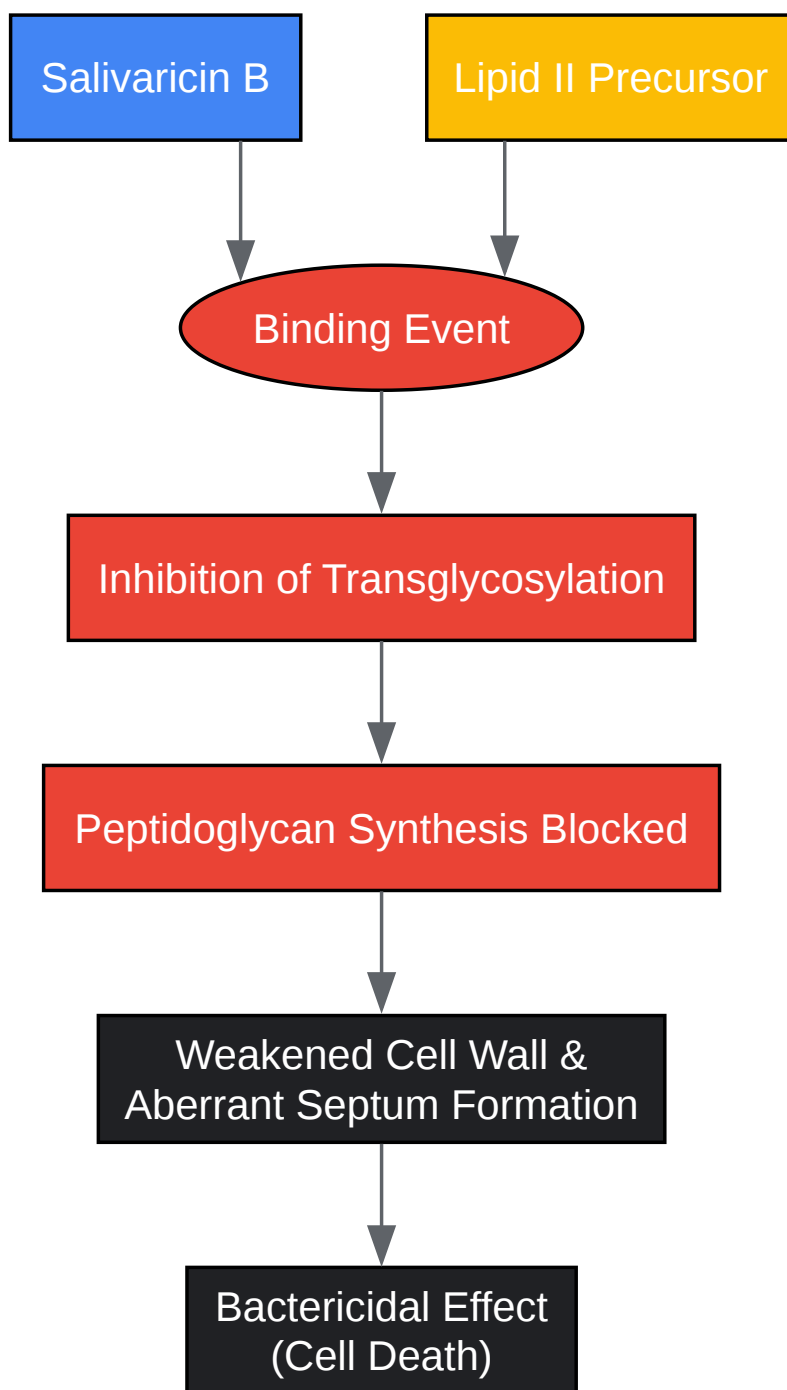 Salivaricin B
Lipid II Precursor
Binding Event
Inhibition of Transglycosylation
Peptidoglycan Synthesis Blocked
Weakened Cell Wall &
Aberrant Septum Formation
Bactericidal Effect
(Cell Death)